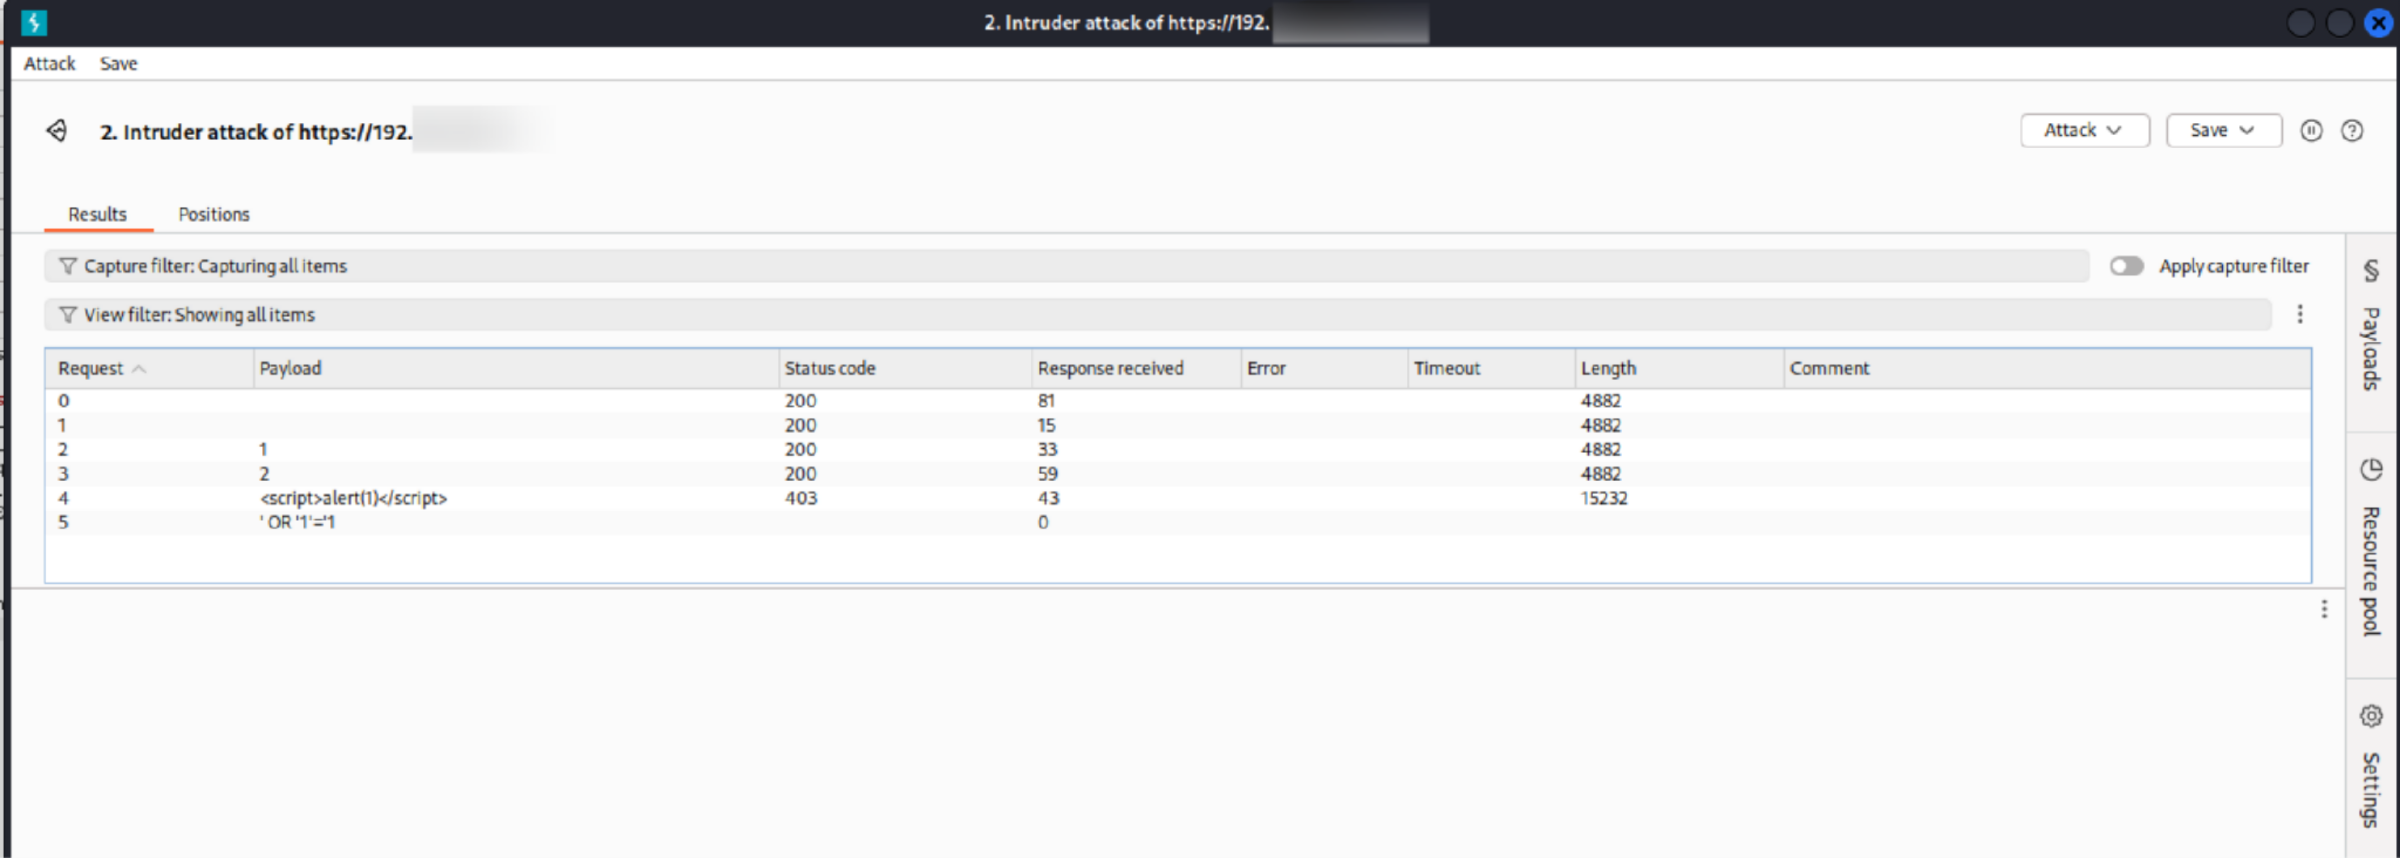 2. Intruder attack of https://192.
Attack Save
2. Intruder attack of https://192.
Attack Save
Results Positions
Capture filter: Capturing all items Apply capture filter
View filter: Showing all items
Request Payload Status code Response received Error Timeout Length Comment
0 200 81 4882
1 200 15 4882
2 1 200 33 4882
3 2 200 59 4882
4 <script>alert(1)</script> 403 43 15232
5 ' OR '1'='1 0
Payloads
Resource pool
Settings